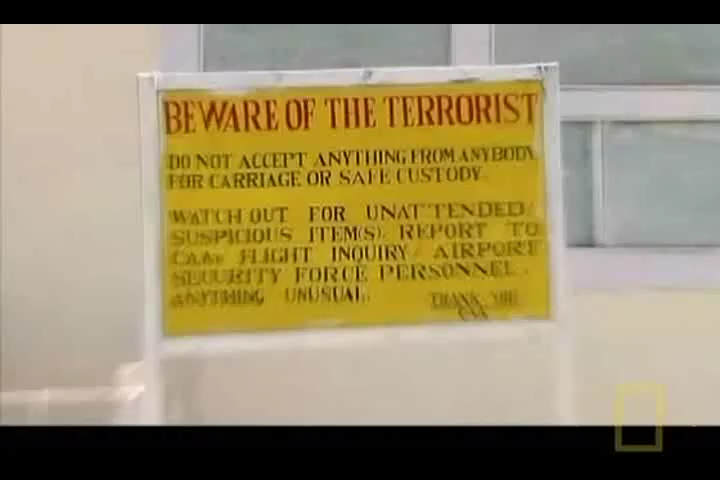 BEWARE OF THE TERRORIST
DO NOT ACCEPT ANYTHING FROM ANYBODY
FOR CARRIAGE OR SAFE CUSTODY.
WATCH OUT FOR UNATTENDED/
SUSPICIOUS ITEM(S). REPORT TO
CAA FLIGHT INQUIRY/ AIRPORT
SECURITY FORCE PERSONNEL.
ANYTHING UNUSUAL.
THANK YOU
CAA